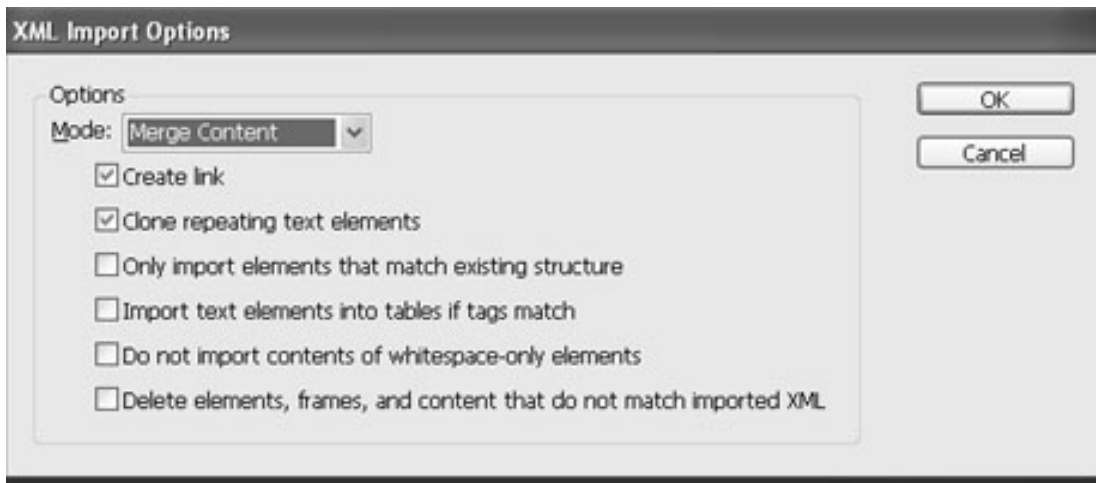 XML Import Options
Options
Mode: Merge Content
Create link
Clone repeating text elements
Only import elements that match existing structure
Import text elements into tables if tags match
Do not import contents of whitespace-only elements
Delete elements, frames, and content that do not match imported XML
OK
Cancel